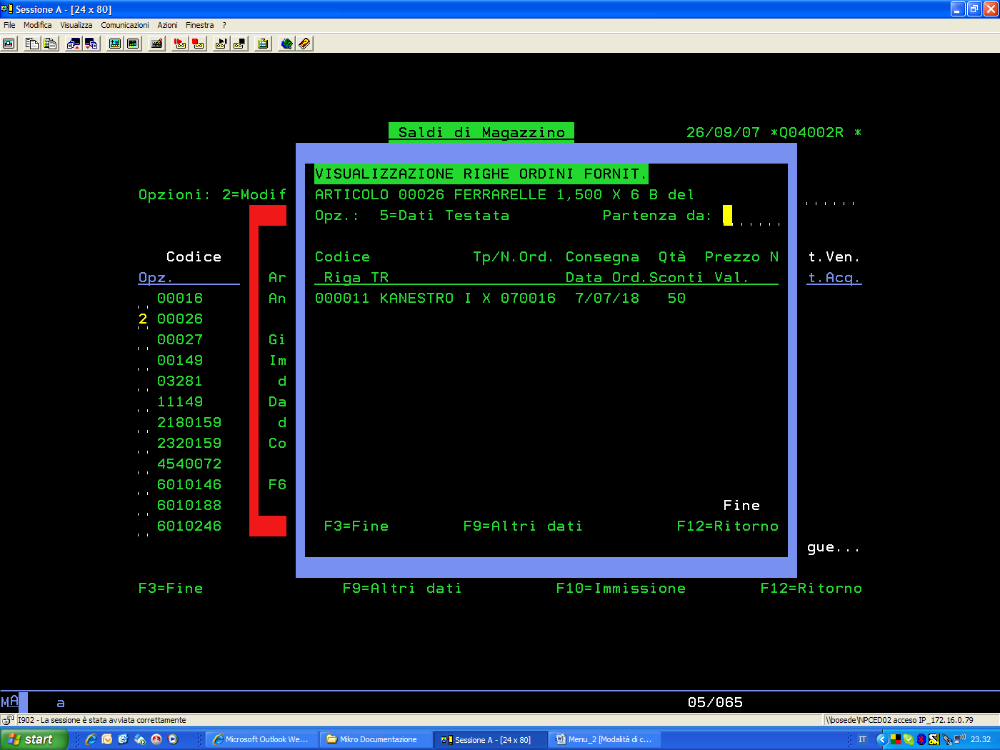 Sessione A - [24 x 80]
File Modifica Visualizza Comunicazioni Azioni Finestra ?
Saldi di Magazzino 26/09/07 *Q04002R *
VISUALIZZAZIONE RIGHE ORDINI FORNIT.
Opzioni: 2=Modif ARTICOLO 00026 FERRARELLE 1,500 X 6 B del
Opz.: 5=Dati Testata Partenza da:
Codice Codice Tp/N.Ord. Consegna Qtà Prezzo N t.Ven.
Opz. Ar Riga TR Data Ord.Sconti Val. t.Acq.
00016 An 000011 KANESTRO I X 070016 7/07/18 50
2 00026
00027 Gi
00149 Im
03281 d
11149 Da
2180159 d
2320159 Co
4540072
6010146 F6
6010188 Fine
6010246 F3=Fine F9=Altri dati F12=Ritorno
gue...
F3=Fine F9=Altri dati F10=Immissione F12=Ritorno
MA a 05/065
I902 - La sessione è stata avviata correttamente \\bosede\NPCED02 acceso IP_172.16.0.79
start Microsoft Outlook We... Mikro Documentazione Sessione A - [24 x 80] Menu_2 [Modalità di c... IT 23.32